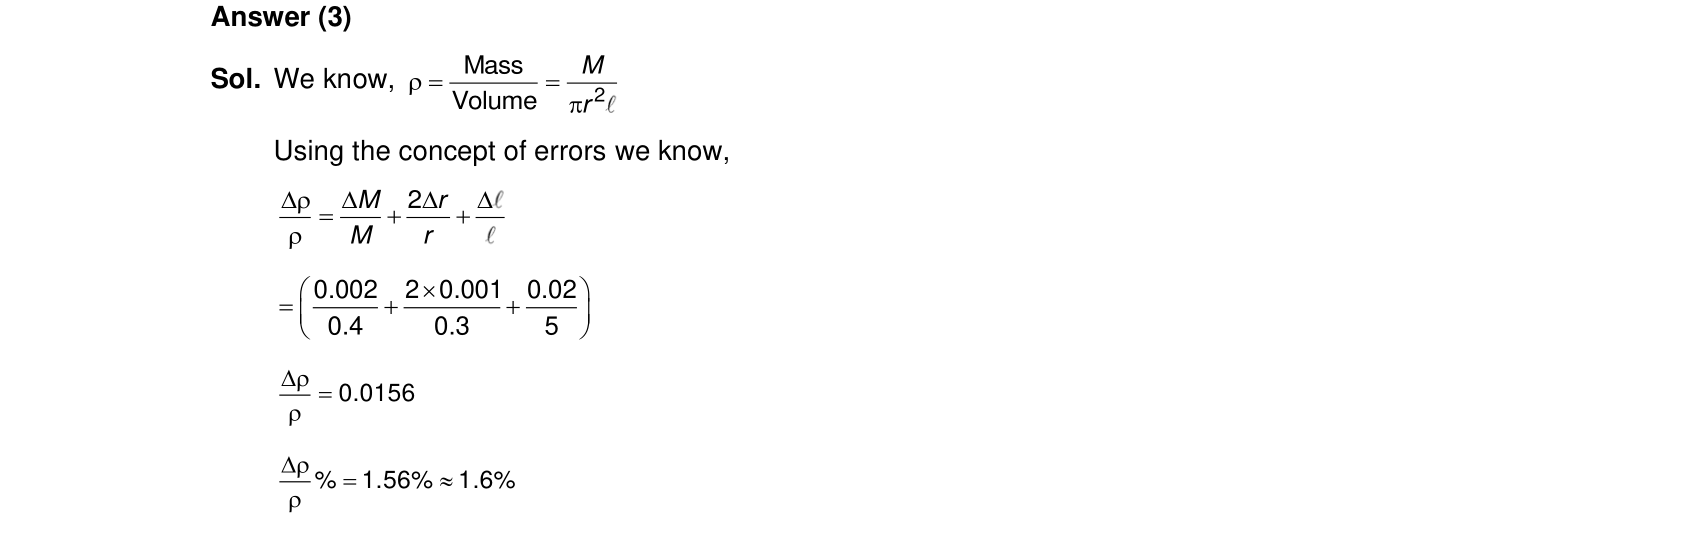 Answer (3)
Sol. We know, ρ = Mass/Volume = M/πr²ℓ
Using the concept of errors we know,
Δρ/ρ = ΔM/M + 2Δr/r + Δℓ/ℓ
= (0.002/0.4 + 2×0.001/0.3 + 0.02/5)
Δρ/ρ = 0.0156
Δρ/ρ % = 1.56% ≈ 1.6%